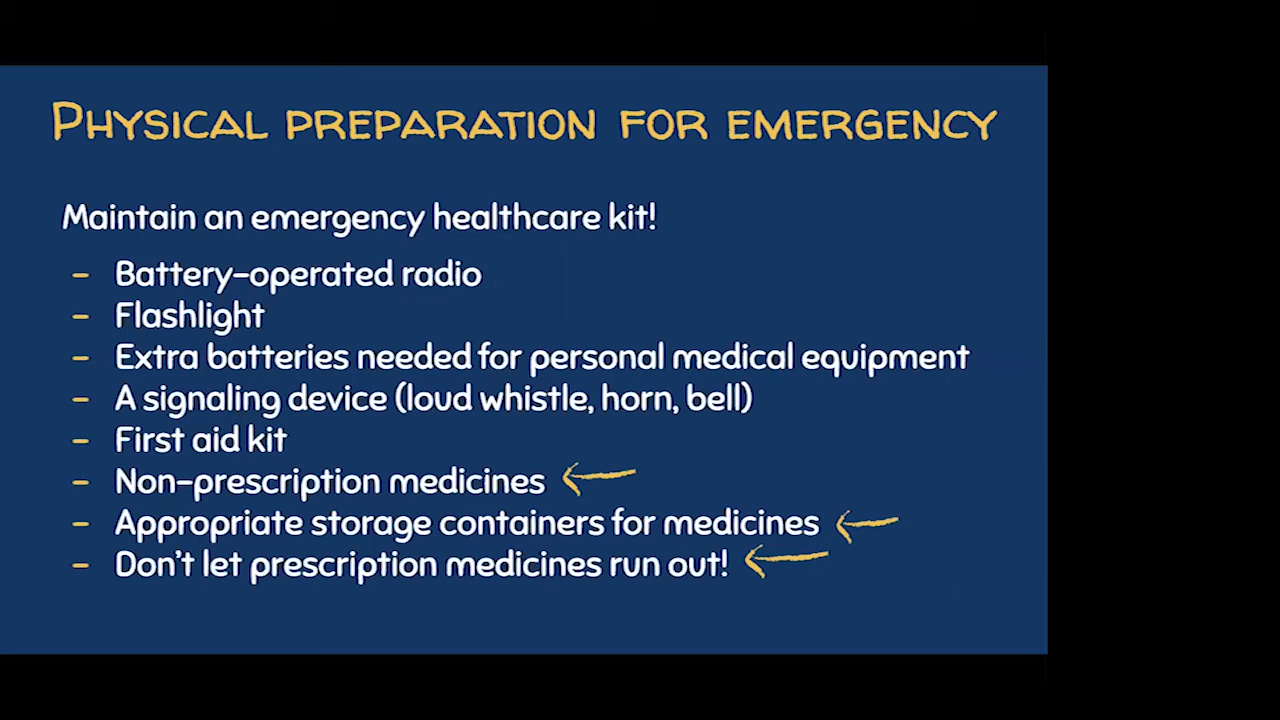 Physical preparation for emergency
Maintain an emergency healthcare kit!
- Battery-operated radio
- Flashlight
- Extra batteries needed for personal medical equipment
- A signaling device (loud whistle, horn, bell)
- First aid kit
- Non-prescription medicines
- Appropriate storage containers for medicines
- Don't let prescription medicines run out!